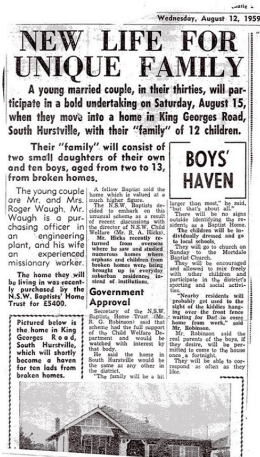 Wednesday, August 12, 1959
NEW LIFE FOR
UNIQUE FAMILY
A young married couple, in their thirties, will par-
ticipate in a bold undertaking on Saturday, August 15,
when they move into a home in King Georges Road,
South Hurstville, with their "family" of 12 children.
Their "family" will consist of
two small daughters of their own
and ten boys, aged from two to 13,
from broken homes.
The young couple
are Mr. and Mrs.
Roger Waugh. Mr.
Waugh is a pur-
chasing officer in
an engineering
plant, and his wife
an experienced
missionary worker.
The home they will
be living in was recent-
ly purchased by the
N.S.W. Baptists' Home
Trust for £5400.
Pictured below is
the home in King
Georges Road,
South Hurstville,
which will shortly
become a haven
for ten lads from
broken homes.
A fellow Baptist said the
home which is valued at a
much higher figure.
The N.S.W. Baptists de-
cided to embark on this
unusual scheme as a result
of recent discussions with
the director of N.S.W. Child
Welfare (Mr. R. A. Hicks).
Mr. Hicks recently re-
turned from overseas
where he saw and studied
numerous homes where
orphans and children from
broken homes were being
brought up in everyday
suburban residences, in-
stead of institutions.
Government
Approval
Secretary of the N.S.W.
Baptist Home Trust (Mr.
R. G. Robinson) said that
scheme had the full support
of the Child Welfare De-
partment and would be
watched with interest by
that body.
He said the home in
South Hurstville would be
the same as any other in
the district.
The family will be a bit
BOYS'
HAVEN
larger than most," he said,
"but that's about all."
There will be no signs
outside identifying the re-
sidence as a Baptist Home.
The children will be in-
dividually dressed and go
to local schools.
They will go to church on
Sunday to the Mortdale
Baptist Church.
They will be encouraged
and allowed to mix freely
with other children and
participate in the district's
sporting and social activi-
ties.
"Nearby residents will
probably get used to the
sight of the kiddies hang-
ing over the front fence
waiting for Dad to come
home from work," said
Mr. Robinson.
Mr. Robinson said the
real parents of the boys, if
they desire, will be per-
mitted to come to the house
once a fortnight.
They will be able to cor-
respond as often as they
like.